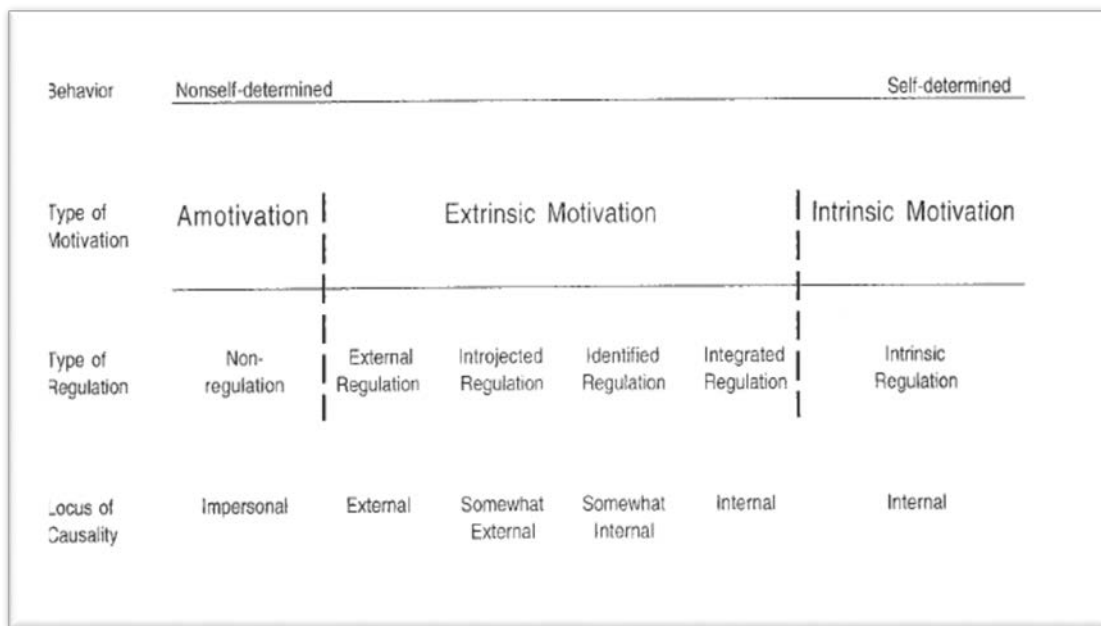 Behavior Nonself-determined Self-determined
Type of Motivation Amotivation Extrinsic Motivation Intrinsic Motivation
Type of Regulation Non-regulation External Regulation Introjected Regulation Identified Regulation Integrated Regulation Intrinsic Regulation
Locus of Causality Impersonal External Somewhat External Somewhat Internal Internal Internal